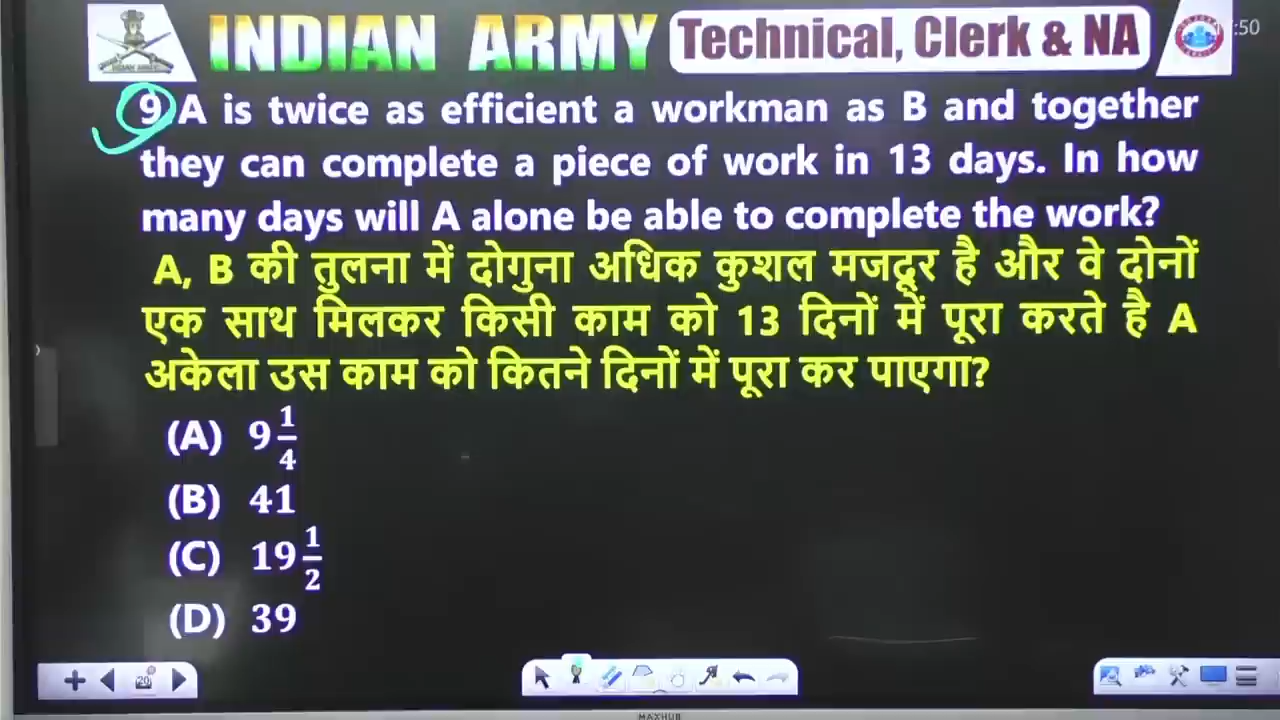 INDIAN ARMY Technical, Clerk & NA
:50
9 A is twice as efficient a workman as B and together
they can complete a piece of work in 13 days. In how
many days will A alone be able to complete the work?
A, B की तुलना में दोगुना अधिक कुशल मजदूर है और वे दोनों
एक साथ मिलकर किसी काम को 13 दिनों में पूरा करते है A
अकेला उस काम को कितने दिनों में पूरा कर पाएगा?
(A) 9 1/4
(B) 41
(C) 19 1/2
(D) 39
20
MAXHUB